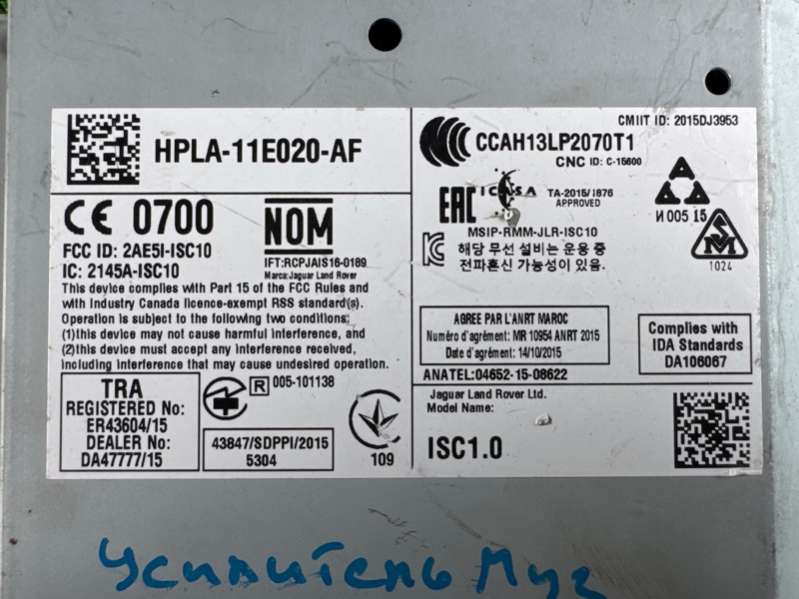 HPLA-11E020-AF
CE 0700
NOM
FCC ID: 2AE5I-ISC10
IC: 2145A-ISC10
IFT:RCPJAIS16-0189
Marca:Jaguar Land Rover
This device complies with Part 15 of the FCC Rules and
with Industry Canada licence-exempt RSS standard(s).
Operation is subject to the following two conditions:
(1)this device may not cause harmful interference, and
(2)this device must accept any interference received,
including interference that may cause undesired operation.
TRA
REGISTERED No:
ER43604/15
DEALER No:
DA47777/15
R 005-101138
43847/SDPPI/2015
5304
109
CMIIT ID: 2015DJ3953
CCAH13LP2070T1
CNC ID: C-15600
EAC
ICASA
TA-2015/1876
APPROVED
И 005 15
MSIP-RMM-JLR-ISC10
해당 무선 설비는 운용 중
전파혼신 가능성이 있음.
SM
1024
AGREE PAR L'ANRT MAROC
Numéro d'agrément: MR 10954 ANRT 2015
Date d'agrément: 14/10/2015
Complies with
IDA Standards
DA106067
ANATEL:04652-15-08622
Jaguar Land Rover Ltd.
Model Name:
ISC1.0
Усилитель Муз